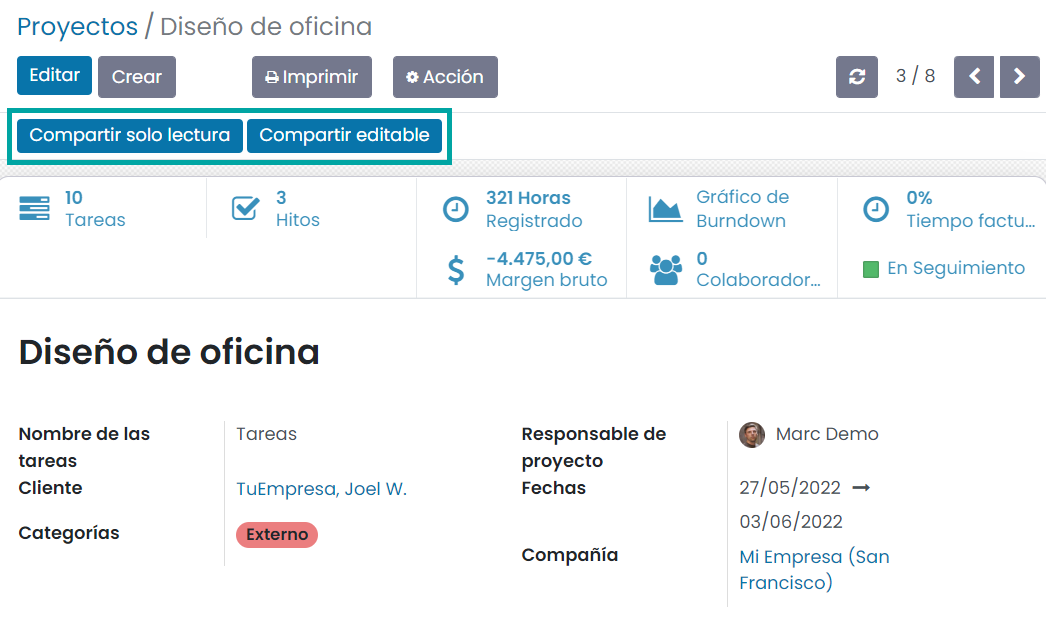 Proyectos / Diseño de oficina
Editar Crear Imprimir Acción 3 / 8
Compartir solo lectura Compartir editable
10
Tareas
3
Hitos
321 Horas
Registrado
Gráfico de
Burndown
0%
Tiempo factu...
-4.475,00 €
Margen bruto
0
Colaborador...
En Seguimiento
Diseño de oficina
Nombre de las
tareas
Tareas
Cliente
TuEmpresa, Joel W.
Categorías
Externo
Responsable de
proyecto
Marc Demo
Fechas
27/05/2022 →
03/06/2022
Compañía
Mi Empresa (San
Francisco)